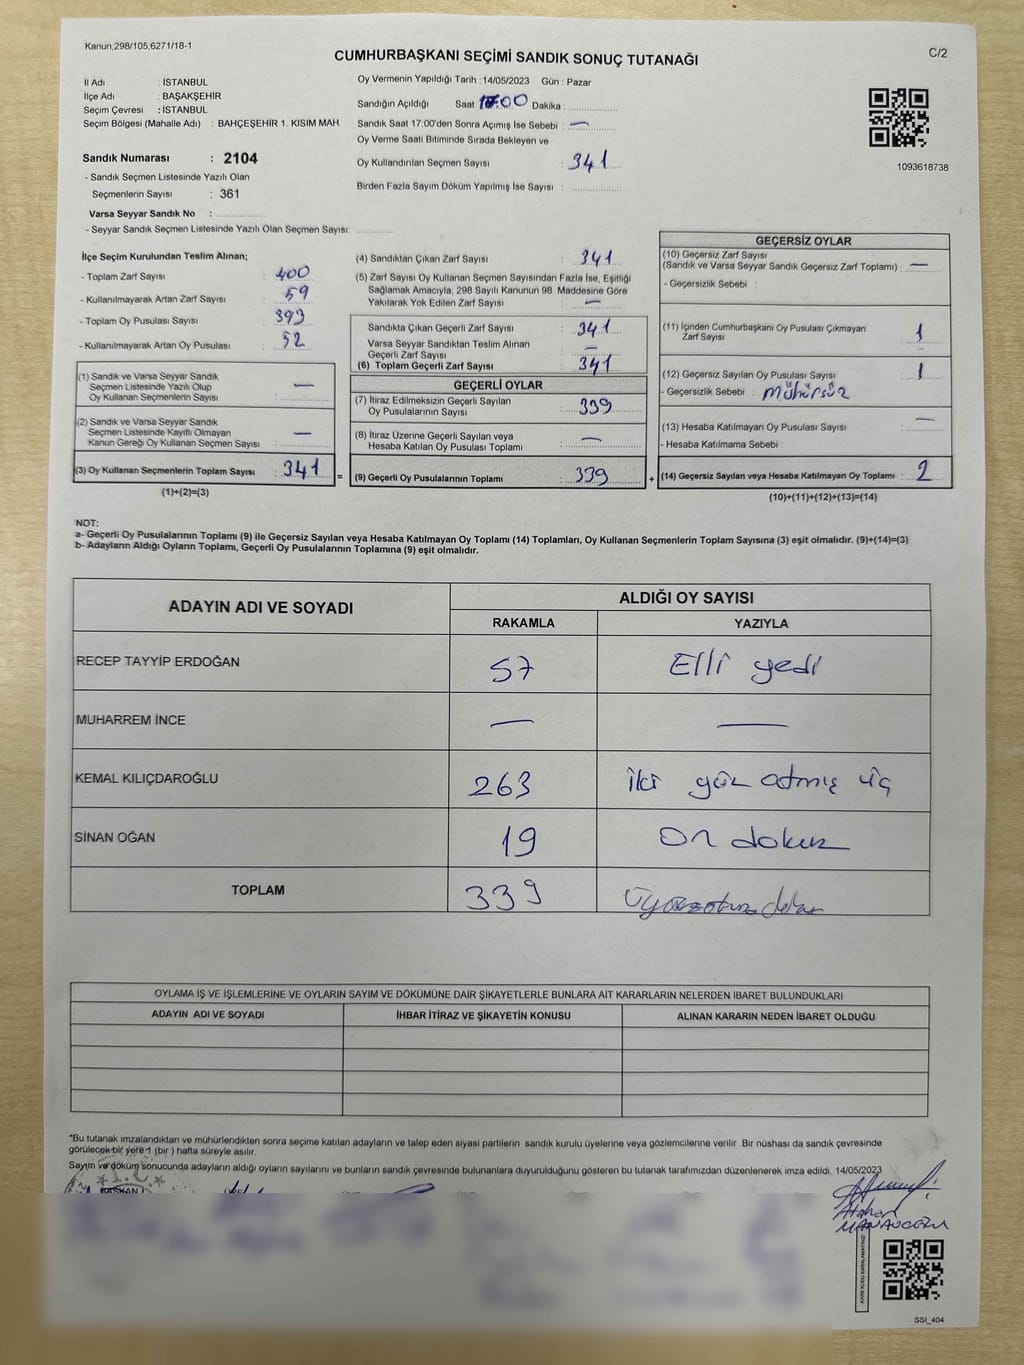 Kanun;298/105;6271/18-1
C/2
CUMHURBAŞKANI SEÇİMİ SANDIK SONUÇ TUTANAĞI
İl Adı : İSTANBUL
İlçe Adı : BAŞAKŞEHİR
Seçim Çevresi : İSTANBUL
Seçim Bölgesi (Mahalle Adı) : BAHÇEŞEHİR 1. KISIM MAH.
Sandık Numarası : 2104
- Sandık Seçmen Listesinde Yazılı Olan
Seçmenlerin Sayısı : 361
Varsa Seyyar Sandık No :
- Seyyar Sandık Seçmen Listesinde Yazılı Olan Seçmen Sayısı:
Oy Vermenin Yapıldığı Tarih : 14/05/2023 Gün : Pazar
Sandığın Açıldığı Saat 17:00 Dakika :
Sandık Saat 17:00'den Sonra Açımış İse Sebebi : —
Oy Verme Saati Bitiminde Sırada Bekleyen ve
Oy Kullandırılan Seçmen Sayısı : 341
Birden Fazla Sayım Döküm Yapılmış İse Sayısı :
1093618738
İlçe Seçim Kurulundan Teslim Alınan;
- Toplam Zarf Sayısı : 400
- Kullanılmayarak Artan Zarf Sayısı : 59
- Toplam Oy Pusulası Sayısı : 393
- Kullanılmayarak Artan Oy Pusulası : 52
(1) Sandık ve Varsa Seyyar Sandık
Seçmen Listesinde Yazılı Olup
Oy Kullanan Seçmenlerin Sayısı : —
(2) Sandık ve Varsa Seyyar Sandık
Seçmen Listesinde Kayıtlı Olmayan
Kanun Gereği Oy Kullanan Seçmen Sayısı : —
(3) Oy Kullanan Seçmenlerin Toplam Sayısı : 341
(1)+(2)=(3)
=
(4) Sandıktan Çıkan Zarf Sayısı : 341
(5) Zarf Sayısı Oy Kullanan Seçmen Sayısından Fazla İse, Eşitliği
Sağlamak Amacıyla, 298 Sayılı Kanunun 98. Maddesine Göre
Yakılarak Yok Edilen Zarf Sayısı : —
Sandıkta Çıkan Geçerli Zarf Sayısı : 341
Varsa Seyyar Sandıktan Teslim Alınan
Geçerli Zarf Sayısı : —
(6) Toplam Geçerli Zarf Sayısı : 341
GEÇERLİ OYLAR
(7) İtiraz Edilmeksizin Geçerli Sayılan
Oy Pusulalarının Sayısı : 339
(8) İtiraz Üzerine Geçerli Sayılan veya
Hesaba Katılan Oy Pusulası Toplamı : —
(9) Geçerli Oy Pusulalarının Toplamı : 339
+
GEÇERSİZ OYLAR
(10) Geçersiz Zarf Sayısı
(Sandık ve Varsa Seyyar Sandık Geçersiz Zarf Toplamı) : —
- Geçersizlik Sebebi :
(11) İçinden Cumhurbaşkanı Oy Pusulası Çıkmayan
Zarf Sayısı : 1
(12) Geçersiz Sayılan Oy Pusulası Sayısı : 1
- Geçersizlik Sebebi : Mühürsüz
(13) Hesaba Katılmayan Oy Pusulası Sayısı : —
- Hesaba Katılmama Sebebi :
(14) Geçersiz Sayılan veya Hesaba Katılmayan Oy Toplamı : 2
(10)+(11)+(12)+(13)=(14)
NOT:
a- Geçerli Oy Pusulalarının Toplamı (9) ile Geçersiz Sayılan veya Hesaba Katılmayan Oy Toplamı (14) Toplamları, Oy Kullanan Seçmenlerin Toplam Sayısına (3) eşit olmalıdır. (9)+(14)=(3)
b- Adayların Aldığı Oyların Toplamı, Geçerli Oy Pusulalarının Toplamına (9) eşit olmalıdır.
ADAYIN ADI VE SOYADI
ALDIĞI OY SAYISI
RAKAMLA YAZIYLA
RECEP TAYYİP ERDOĞAN 57 Elli yedi
MUHARREM İNCE — —
KEMAL KILIÇDAROĞLU 263 iki yüz atmış üç
SİNAN OĞAN 19 On dokuz
TOPLAM 339
OYLAMA İŞ VE İŞLEMLERİNE VE OYLARIN SAYIM VE DÖKÜMÜNE DAİR ŞİKAYETLERLE BUNLARA AİT KARARLARIN NELERDEN İBARET BULUNDUKLARI
ADAYIN ADI VE SOYADI İHBAR İTİRAZ VE ŞİKAYETİN KONUSU ALINAN KARARIN NEDEN İBARET OLDUĞU
*Bu tutanak imzalandıktan ve mühürlendikten sonra seçime katılan adayların ve talep eden siyasi partilerin sandık kurulu üyelerine veya gözlemcilerine verilir .Bir nüshası da sandık çevresinde
görülecek bir yere 1 (bir ) hafta süreyle asılır.
Sayım ve döküm sonucunda adayların aldığı oyların sayılarını ve bunların sandık çevresinde bulunanlara duyurulduğunu gösteren bu tutanak tarafımızdan düzenlenerek imza edildi. 14/05/2023
BAŞKAN
KARE KODU KARALAMAYINIZ!
SSİ_404